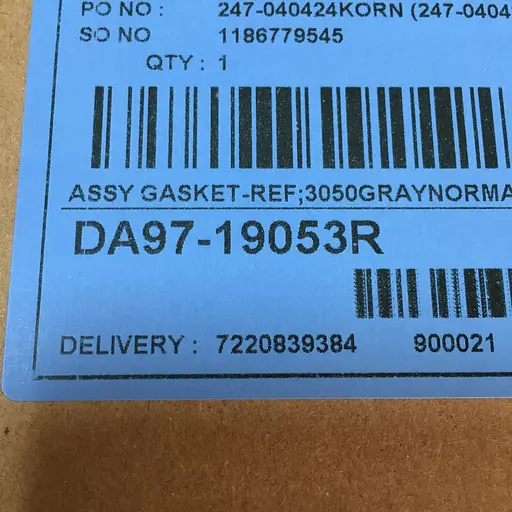 PO NO : 247-040424KORN (247-0404
SO NO 1186779545
QTY : 1
ASSY GASKET-REF;3050GRAYNORMA
DA97-19053R
DELIVERY : 7220839384 900021